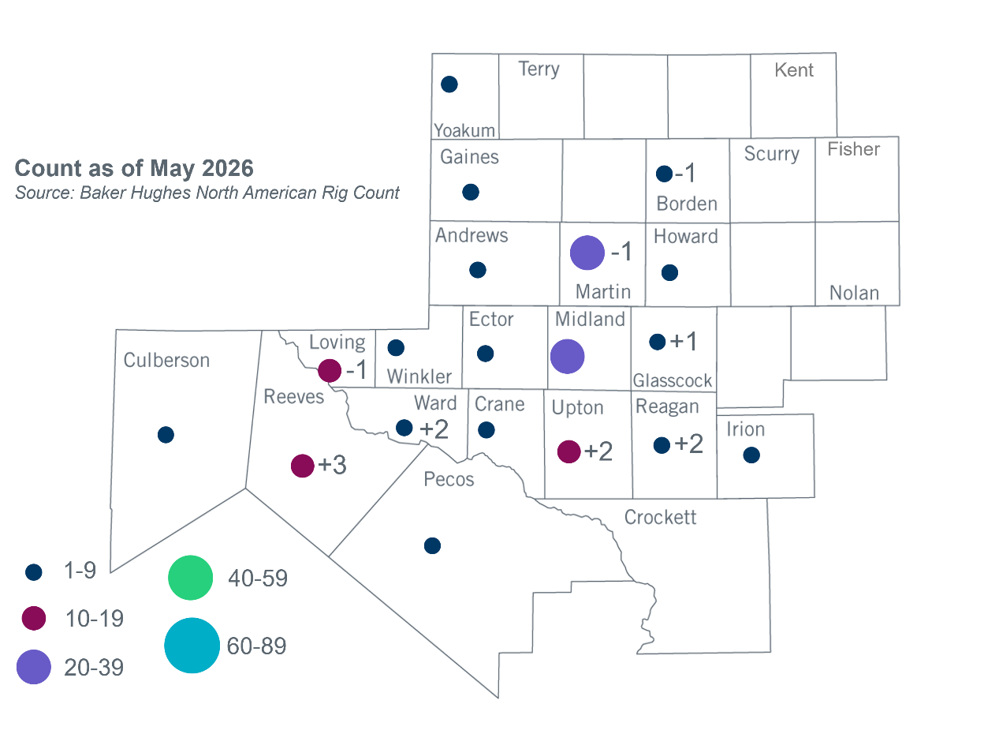 Terry
Kent
Yoakum
Count as of May 2026
Source: Baker Hughes North American Rig Count
Gaines
Scurry
Fisher
-1
Borden
Andrews
Howard
-1
Martin
Nolan
Ector
Midland
Culberson
Loving
-1
Winkler
+1
Glasscock
Reeves
Ward
+2
Crane
Upton
Reagan
+2
+2
Irion
+3
Pecos
Crockett
1-9
10-19
20-39
40-59
60-89